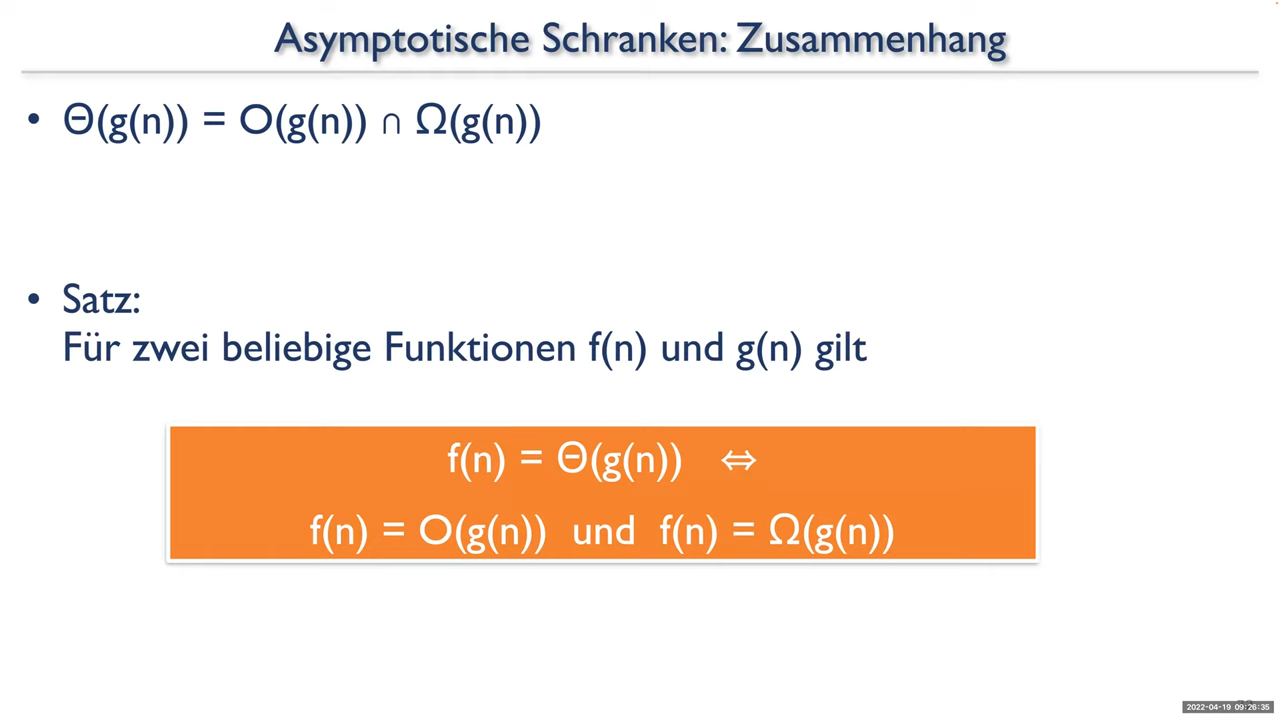 Asymptotische Schranken: Zusammenhang
• Θ(g(n)) = O(g(n)) ∩ Ω(g(n))
• Satz:
Für zwei beliebige Funktionen f(n) und g(n) gilt
f(n) = Θ(g(n)) ⇔
f(n) = O(g(n)) und f(n) = Ω(g(n))
2022-04-19 09:26:35